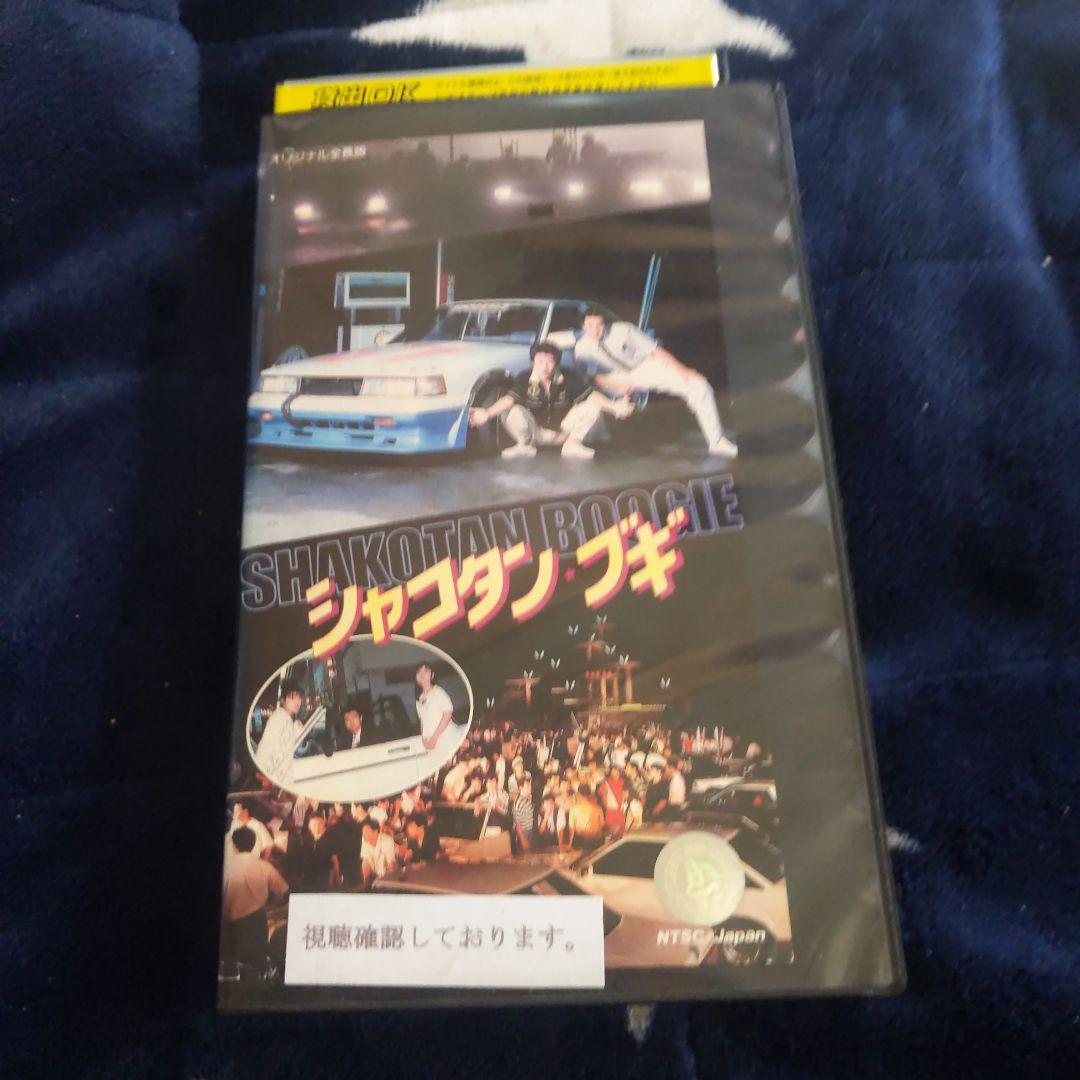 貸出OK
オリジナル全長版
SHAKOTAN BOOGIE
シャコタン★ブギ
視聴確認しております。
NTSC Japan